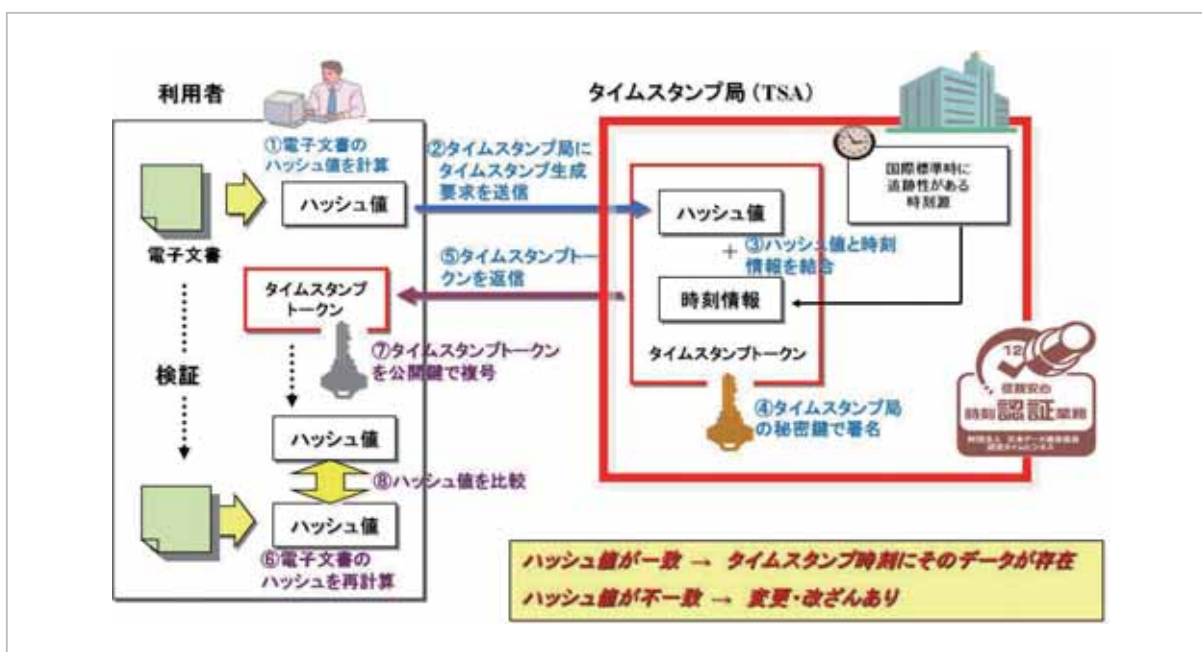 利用者
タイムスタンプ局(TSA)
①電子文書の
ハッシュ値を計算
②タイムスタンプ局に
タイムスタンプ生成
要求を送信
国際標準時に
追跡性がある
時刻源
ハッシュ値
ハッシュ値
電子文書
+
③ハッシュ値と時刻
情報を結合
⑤タイムスタンプトー
クンを返信
タイムスタンプ
トークン
時刻情報
タイムスタンプトークン
⑦タイムスタンプトークン
を公開鍵で複号
検証
④タイムスタンプ局
の秘密鍵で署名
12
信頼安心
時刻認証業務
ハッシュ値
⑧ハッシュ値を比較
ハッシュ値
⑥電子文書の
ハッシュを再計算
ハッシュ値が一致 → タイムスタンプ時刻にそのデータが存在
ハッシュ値が不一致 → 変更・改ざんあり